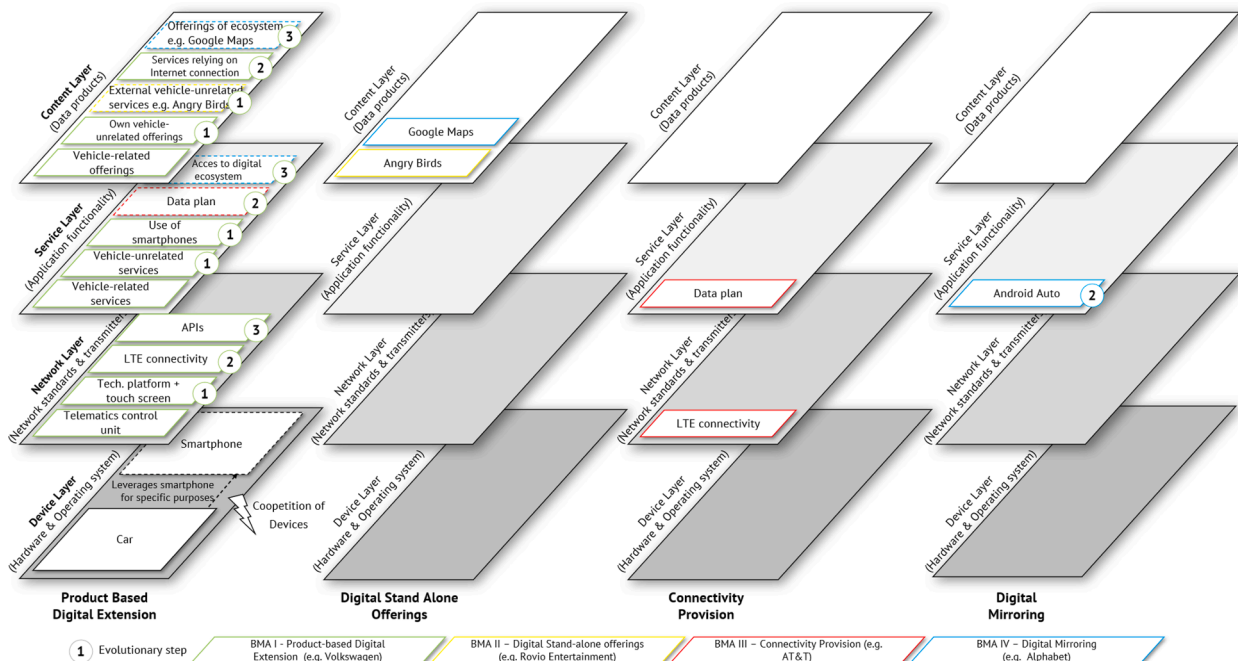 Offerings of ecosystem
e.g. Google Maps
3
Services relying on
Internet connection
2
External vehicle-unrelated
services e.g. Angry Birds
1
Own vehicle-
unrelated offerings
1
Vehicle-related
offerings
Content Layer
(Data products)
Acces to digital
ecosystem
3
Data plan
2
Use of
smartphones
1
Vehicle-unrelated
services
1
Vehicle-related
services
Service Layer
(Application functionality)
APIs
3
LTE connectivity
2
Tech. platform +
touch screen
1
Telematics control
unit
Network Layer
(Network standards & transmitters)
Smartphone
Leverages smartphone
for specific purposes
Coopetition of
Devices
Car
Device Layer
(Hardware & Operating system)
Product Based
Digital Extension
Content Layer
(Data products)
Google Maps
Angry Birds
Service Layer
(Application functionality)
Network Layer
(Network standards & transmitters)
Device Layer
(Hardware & Operating system)
Digital Stand Alone
Offerings
Content Layer
(Data products)
Service Layer
(Application functionality)
Data plan
Network Layer
(Network standards & transmitters)
LTE connectivity
Device Layer
(Hardware & Operating system)
Connectivity
Provision
Content Layer
(Data products)
Service Layer
(Application functionality)
Android Auto
2
Network Layer
(Network standards & transmitters)
Device Layer
(Hardware & Operating system)
Digital
Mirroring
1
Evolutionary step
BMA I - Product-based Digital
Extension (e.g. Volkswagen)
BMA II – Digital Stand-alone offerings
(e.g. Rovio Entertainment)
BMA III – Connectivity Provision (e.g.
AT&T)
BMA IV – Digital Mirroring
(e.g. Alphabet)